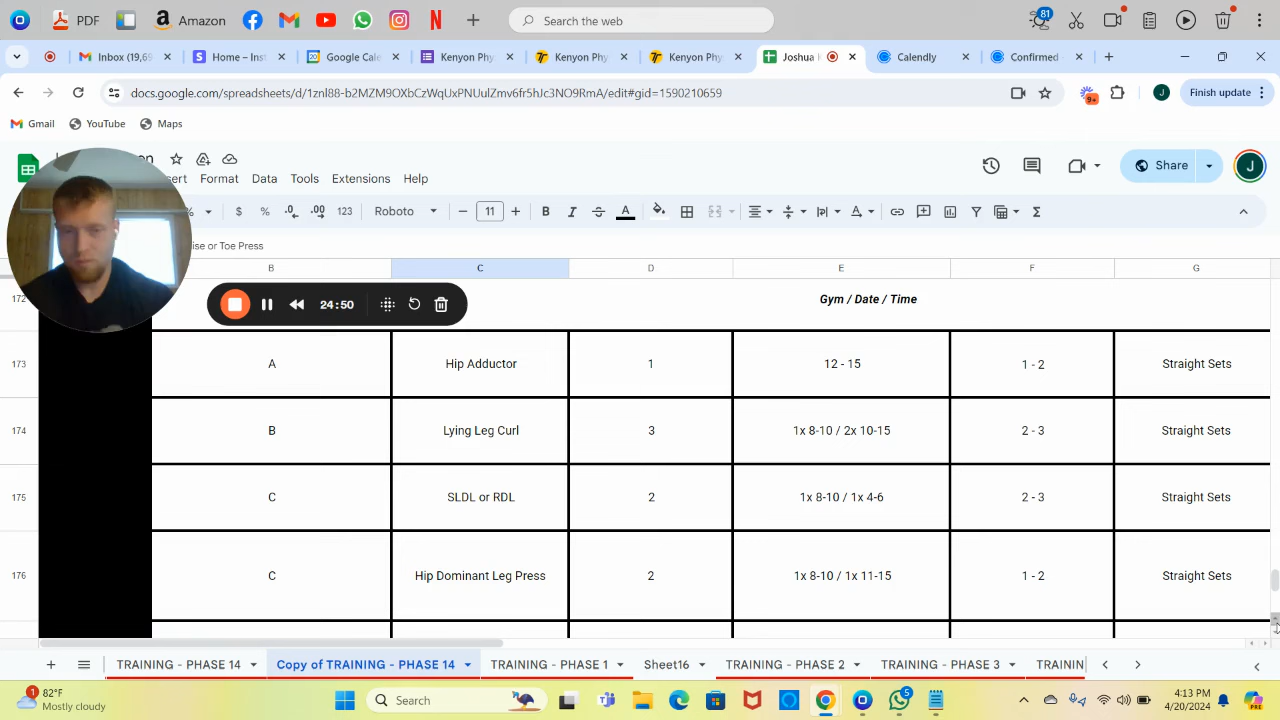 PDF
Amazon
Search the web
81
Inbox (19,6
Home – Inst
Google Cale
Kenyon Phy
Kenyon Phy
Kenyon Phy
Joshua
Calendly
Confirmed
docs.google.com/spreadsheets/d/1znI88-b2MZM9OXbCzWqUxPNUulZmv6fr5hJc3NO9RmA/edit#gid=1590210659
9+
J
Finish update
Gmail
YouTube
Maps
Format Data Tools Extensions Help
Share
J
% $ % .0 .00 123 Roboto 11 B I A
ise or Toe Press
B C D E F G
172
24:50
Gym / Date / Time
173 A Hip Adductor 1 12 - 15 1 - 2 Straight Sets
174 B Lying Leg Curl 3 1x 8-10 / 2x 10-15 2 - 3 Straight Sets
175 C SLDL or RDL 2 1x 8-10 / 1x 4-6 2 - 3 Straight Sets
176 C Hip Dominant Leg Press 2 1x 8-10 / 1x 11-15 1 - 2 Straight Sets
TRAINING - PHASE 14 Copy of TRAINING - PHASE 14 TRAINING - PHASE 1 Sheet16 TRAINING - PHASE 2 TRAINING - PHASE 3 TRAININ
1
82°F
Mostly cloudy
Search
5
4:13 PM
4/20/2024
PRE